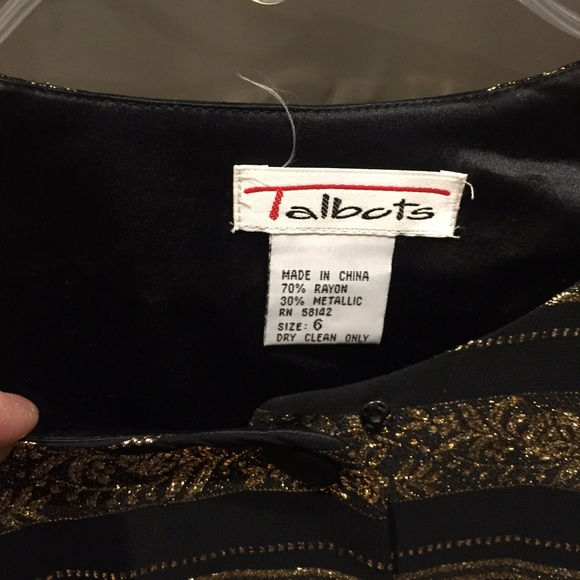 Talbots
MADE IN CHINA
70% RAYON
30% METALLIC
RN 58142
SIZE: 6
DRY CLEAN ONLY